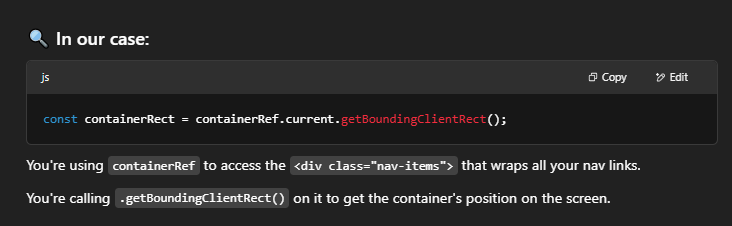 🔍 In our case:
js Copy Edit
const containerRect = containerRef.current.getBoundingClientRect();
You're using containerRef to access the <div class="nav-items"> that wraps all your nav links.
You're calling .getBoundingClientRect() on it to get the container's position on the screen.